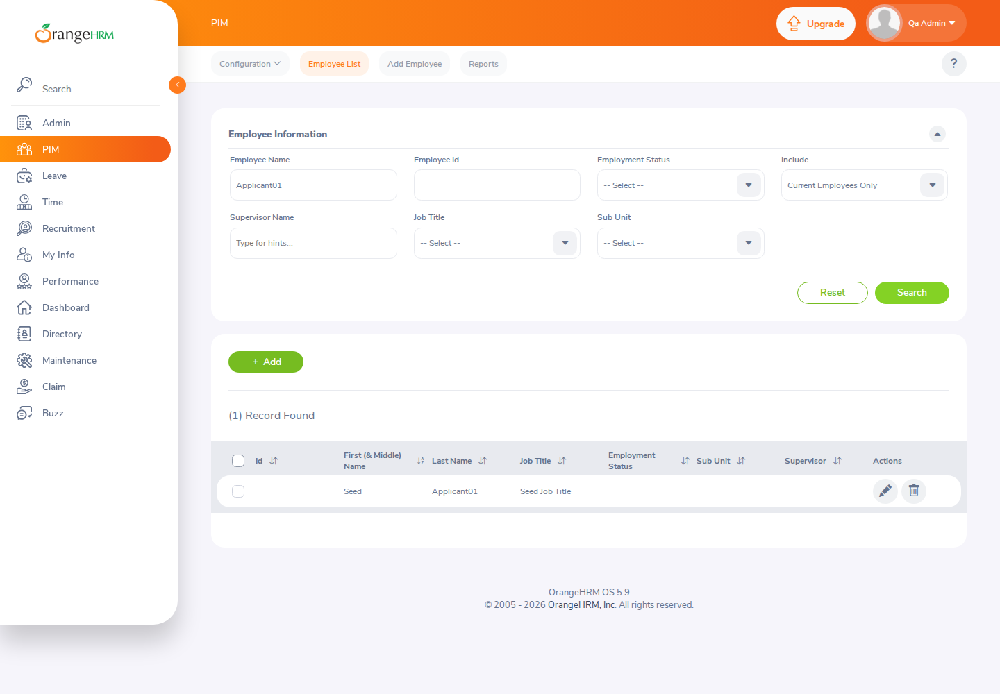 OrangeHRM
PIM
Upgrade
Qa Admin
Configuration
Employee List
Add Employee
Reports
?
Search
Admin
PIM
Leave
Time
Recruitment
My Info
Performance
Dashboard
Directory
Maintenance
Claim
Buzz
Employee Information
Employee Name
Employee Id
Employment Status
Include
Applicant01
-- Select --
Current Employees Only
Supervisor Name
Job Title
Sub Unit
Type for hints...
-- Select --
-- Select --
Reset
Search
+ Add
(1) Record Found
Id
First (& Middle)
Name
Last Name
Job Title
Employment
Status
Sub Unit
Supervisor
Actions
Seed
Applicant01
Seed Job Title
OrangeHRM OS 5.9
© 2005 - 2026 OrangeHRM, Inc. All rights reserved.